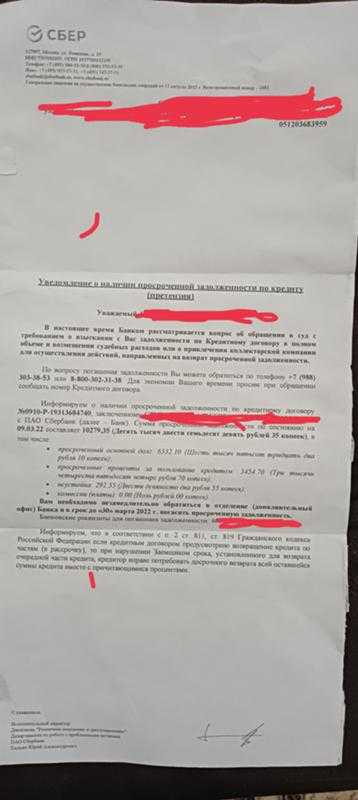 СБЕР
051203683959
Уведомление о наличии просроченной задолженности по кредиту
(претензия)
Уважаемый
В настоящее время Банком рассматривается вопрос об обращении в суд с
требованием о взыскании с Вас задолженности по Кредитному договору в полном
объеме и возмещении судебных расходов или о привлечении коллекторской компании
для осуществления действий, направленных на возврат просроченной задолженности.
По вопросу погашения задолженности Вы можете обратиться по телефону +7 (988)
303-38-53 или 8-800-302-31-38 Для экономии Вашего времени просим при обращении
сообщать номер Кредитного договора.
Информируем о наличии просроченной задолженности по кредитному договору
№0910-Р-19313684740, заключенному
с ПАО Сбербанк (далее – Банк). Сумма просроченной задолженности по состоянию на
09.03.22 составляет 10279,35 (Десять тысяч двести семьдесят девять рублей 35 копеек), в
том числе:
просроченный основной долг: 6532.10 (Шесть тысяч пятьсот тридцать два
рубля 10 копеек);
просроченные проценты за пользование кредитом: 3454.70 (Три тысячи
четыреста пятьдесят четыре рубля 70 копеек);
неустойка: 292.55 (Двести девяносто два рубля 55 копеек);
комиссии (платы): 0.00 (Ноль рублей 00 копеек).
Вам необходимо незамедлительно обратиться в отделение (дополнительный
офис) Банка и в срок до «30» марта 2022 г. погасить просроченную задолженность.
Банковские реквизиты для погашения задолженности:
Информируем, что в соответствии с п. 2 ст. 811, ст. 819 Гражданского кодекса
Российской Федерации если кредитным договором предусмотрено возвращение кредита по
частям (в рассрочку), то при нарушении Заемщиком срока, установленного для возврата
очередной части кредита, кредитор вправе потребовать досрочного возврата всей оставшейся
суммы кредита вместе с причитающимися процентами.
С уважением,
Исполнительный директор
ПАО Сбербанк